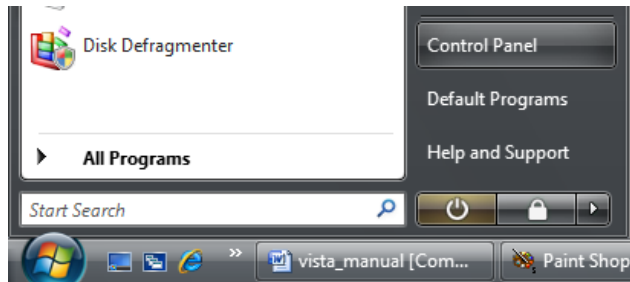 Disk Defragmenter
Control Panel
Default Programs
All Programs
Help and Support
Start Search
vista_manual [Com...
Paint Shop